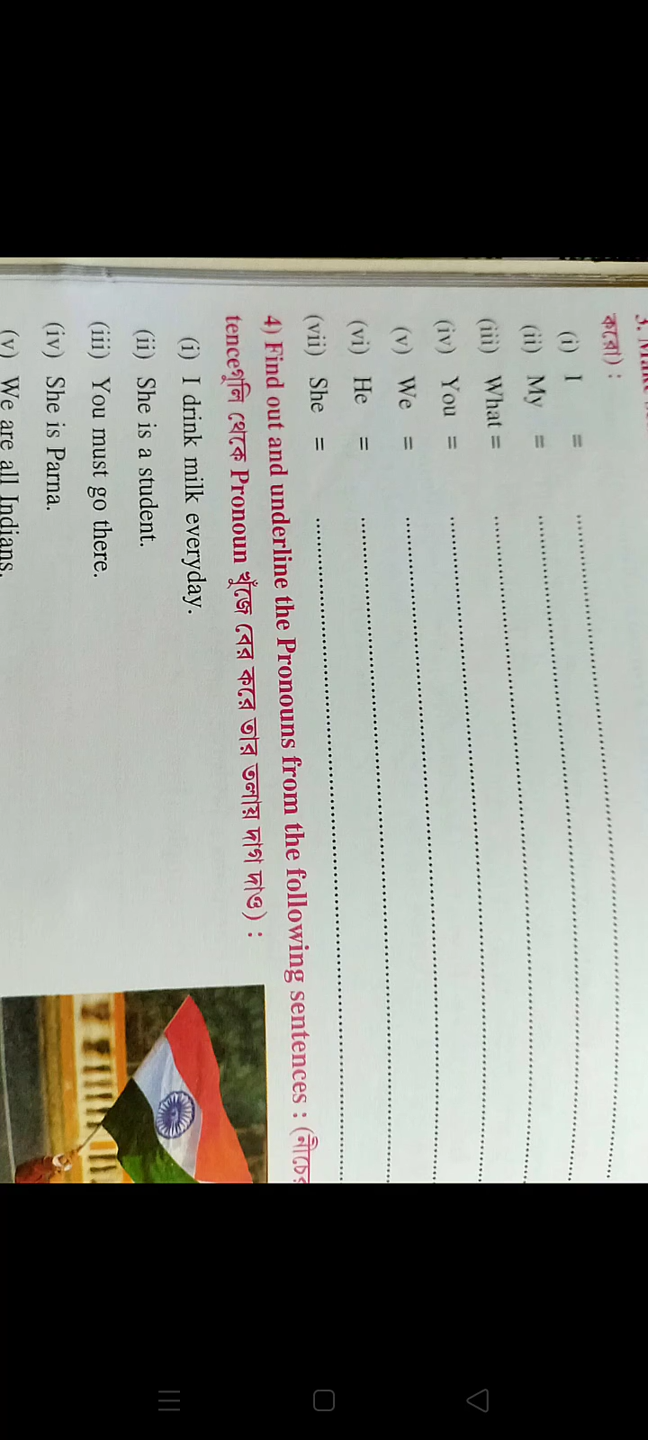 করো) :
(i) I = ........................................
(ii) My = ........................................
(iii) What = ........................................
(iv) You = ........................................
(v) We = ........................................
(vi) He = ........................................
(vii) She = ........................................
4) Find out and underline the Pronouns from the following sentences : (নীচের
tenceগুলি থেকে Pronoun খুঁজে বের করে তার তলায় দাগ দাও) :
(i) I drink milk everyday.
(ii) She is a student.
(iii) You must go there.
(iv) She is Parna.
(v) We are all Indians.